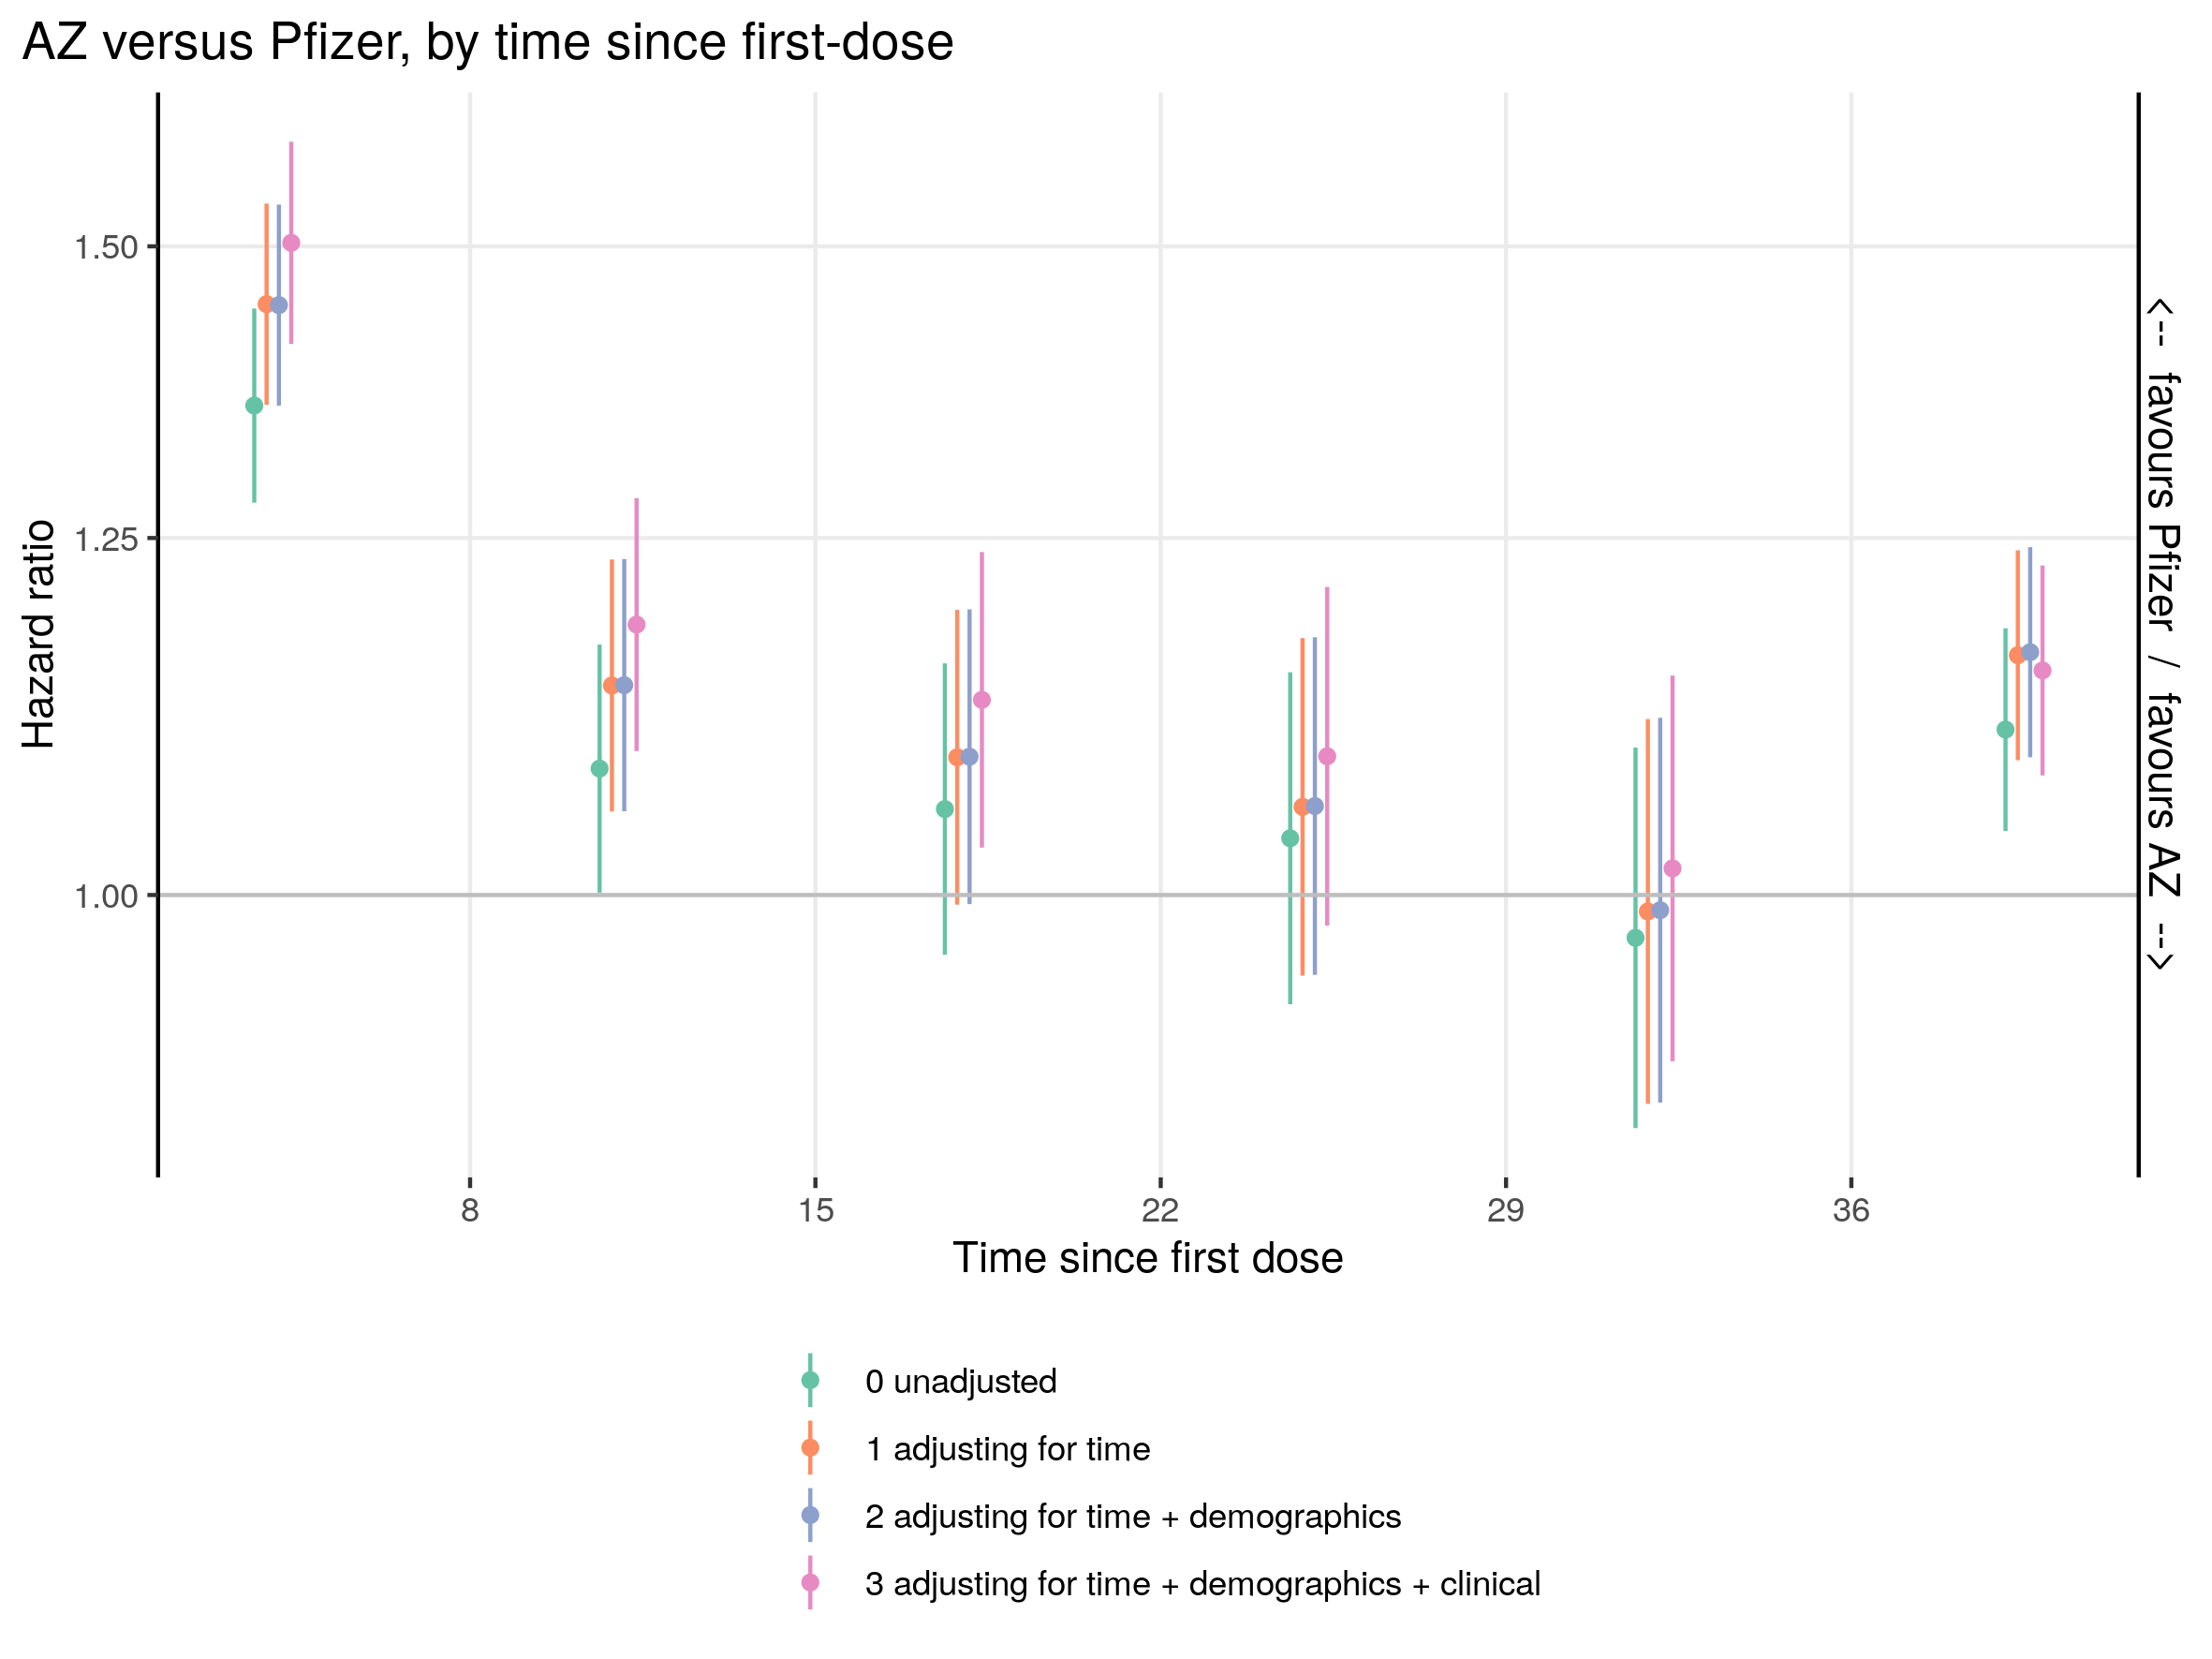 AZ versus Pfizer, by time since first-dose
Hazard ratio
1.50
1.25
1.00
<-- favours Pfizer / favours AZ -->
8 15 22 29 36
Time since first dose
0 unadjusted
1 adjusting for time
2 adjusting for time + demographics
3 adjusting for time + demographics + clinical